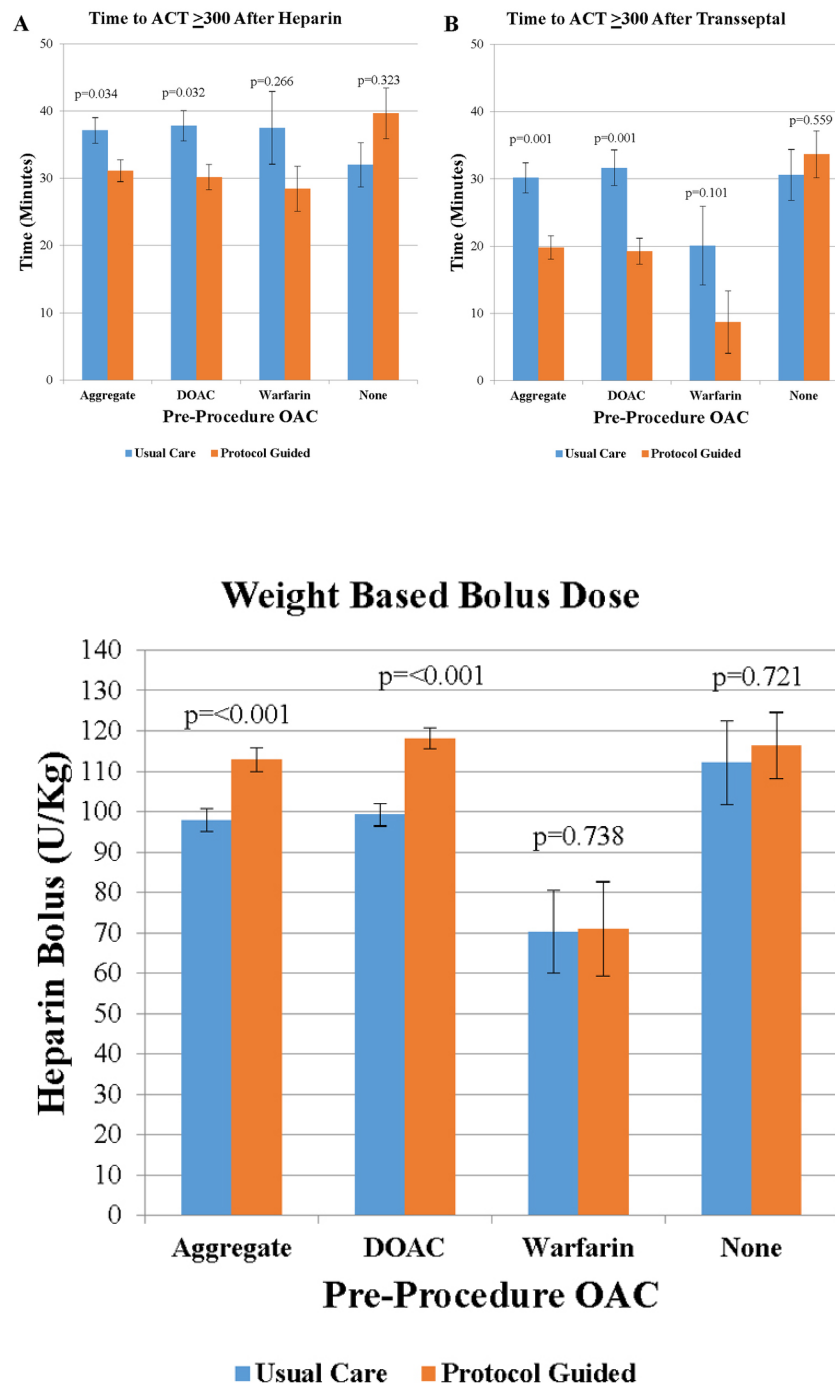 A
Time to ACT ≥300 After Heparin
50
40
30
20
10
0
Time (Minutes)
p=0.034
p=0.032
p=0.266
p=0.323
Aggregate DOAC Warfarin None
Pre-Procedure OAC
Usual Care Protocol Guided
B
Time to ACT ≥300 After Transseptal
50
40
30
20
10
0
Time (Minutes)
p=0.001
p=0.001
p=0.101
p=0.559
Aggregate DOAC Warfarin None
Pre-Procedure OAC
Usual Care Protocol Guided
Weight Based Bolus Dose
140
130
120
110
100
90
80
70
60
50
40
30
20
10
0
Heparin Bolus (U/Kg)
p=<0.001
p=<0.001
p=0.738
p=0.721
Aggregate DOAC Warfarin None
Pre-Procedure OAC
Usual Care Protocol Guided